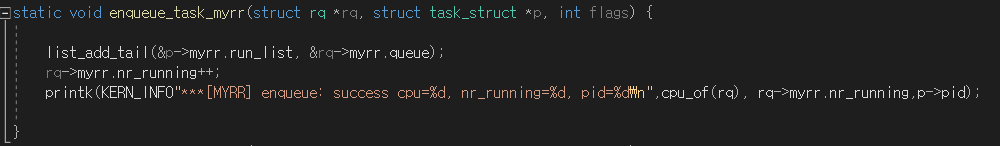 static void enqueue_task_myrr(struct rq *rq, struct task_struct *p, int flags) {
list_add_tail(&p->myrr.run_list, &rq->myrr.queue);
rq->myrr.nr_running++;
printk(KERN_INFO"***[MYRR] enqueue: success cpu=%d, nr_running=%d, pid=%d₩n",cpu_of(rq), rq->myrr.nr_running,p->pid);
}